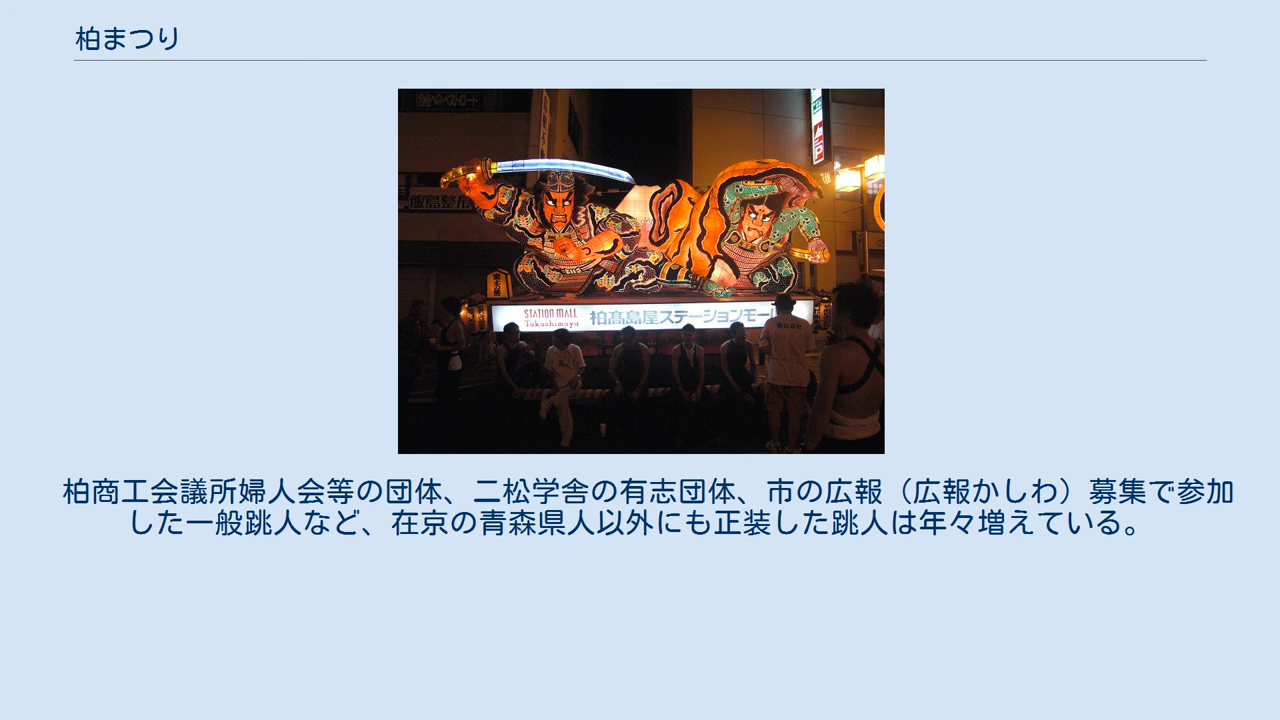 柏まつり
STATION MALL
Takashimaya
柏髙島屋ステーションモール
柏商工会議所婦人会等の団体、二松学舎の有志団体、市の広報（広報かしわ）募集で参加
した一般跳人など、在京の青森県人以外にも正装した跳人は年々増えている。